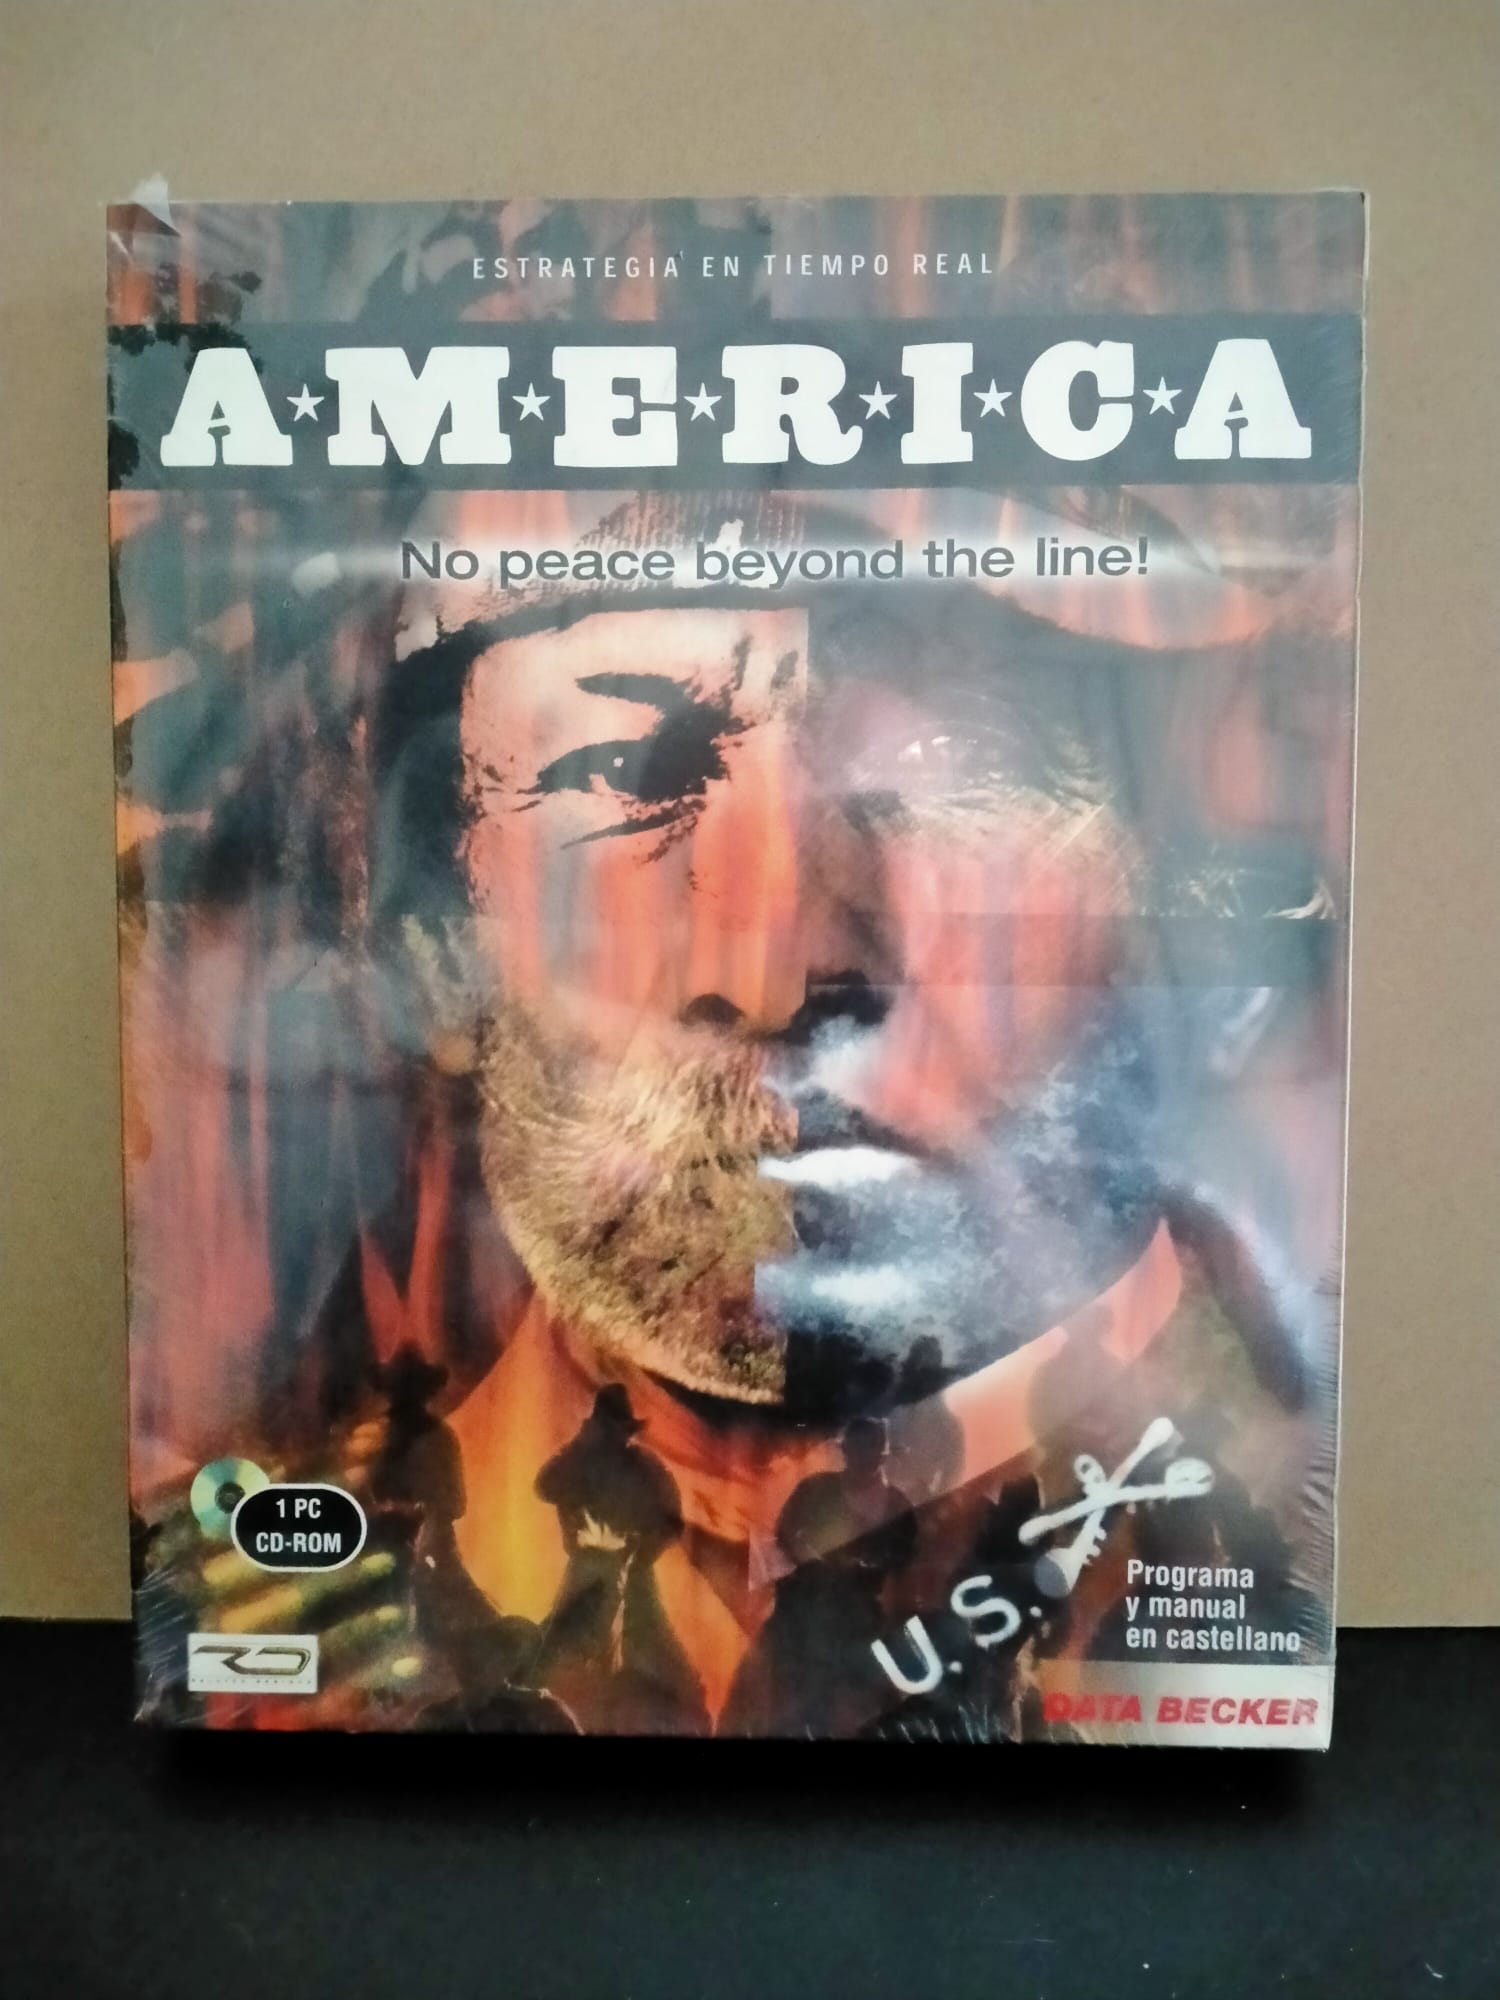 ESTRATEGIA EN TIEMPO REAL
A★M★E★R★I★C★A
No peace beyond the line!
1 PC
CD-ROM
U.S.
Programa
y manual
en castellano
DATA BECKER